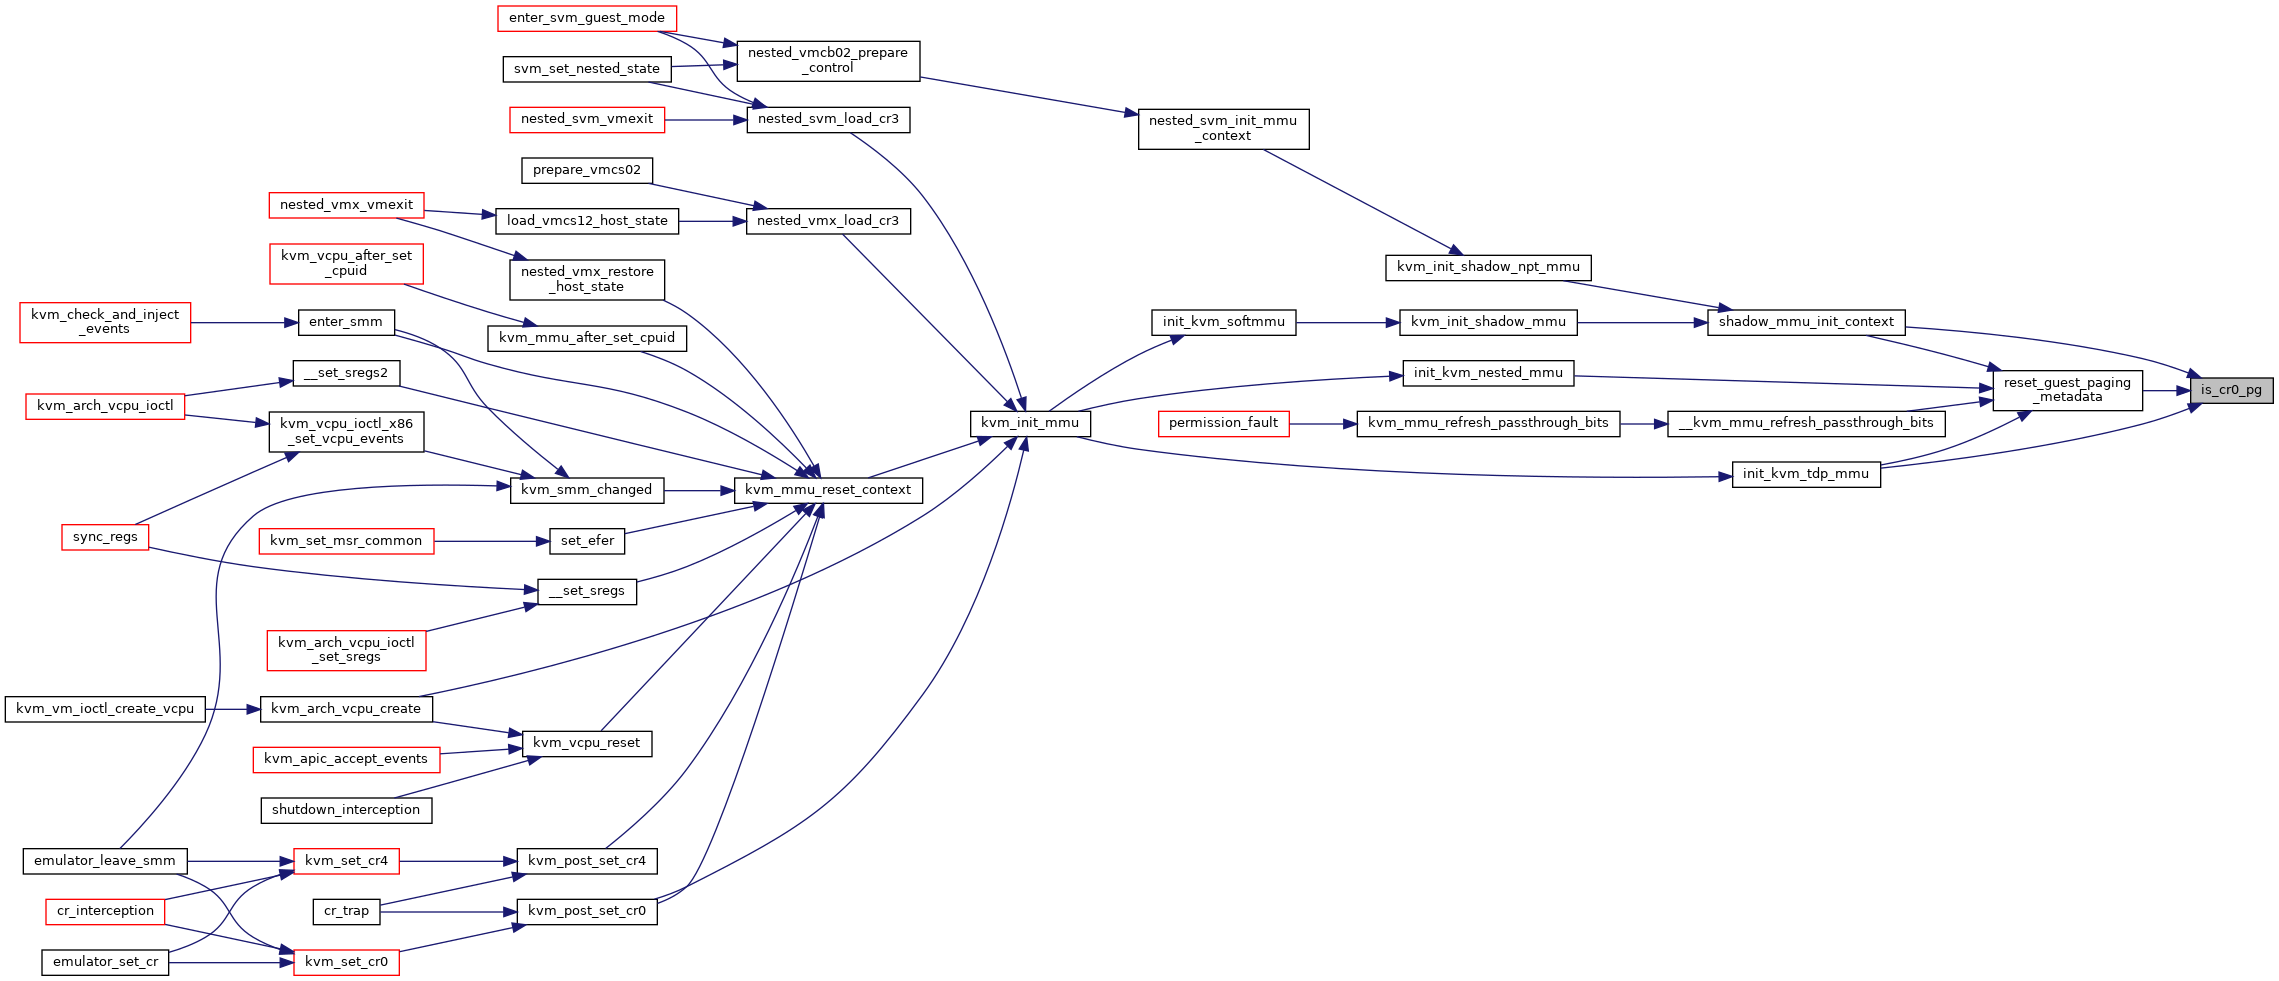 enter_svm_guest_mode
nested_vmcb02_prepare
_control
svm_set_nested_state
nested_svm_vmexit
nested_svm_load_cr3
nested_svm_init_mmu
_context
prepare_vmcs02
nested_vmx_vmexit
load_vmcs12_host_state
nested_vmx_load_cr3
kvm_vcpu_after_set
_cpuid
nested_vmx_restore
_host_state
kvm_init_shadow_npt_mmu
kvm_check_and_inject
_events
enter_smm
kvm_mmu_after_set_cpuid
init_kvm_softmmu
kvm_init_shadow_mmu
shadow_mmu_init_context
__set_sregs2
init_kvm_nested_mmu
reset_guest_paging
_metadata
is_cr0_pg
kvm_arch_vcpu_ioctl
kvm_vcpu_ioctl_x86
_set_vcpu_events
kvm_init_mmu
permission_fault
kvm_mmu_refresh_passthrough_bits
__kvm_mmu_refresh_passthrough_bits
kvm_smm_changed
kvm_mmu_reset_context
init_kvm_tdp_mmu
sync_regs
kvm_set_msr_common
set_efer
__set_sregs
kvm_arch_vcpu_ioctl
_set_sregs
kvm_vm_ioctl_create_vcpu
kvm_arch_vcpu_create
kvm_vcpu_reset
kvm_apic_accept_events
shutdown_interception
emulator_leave_smm
kvm_set_cr4
kvm_post_set_cr4
cr_interception
cr_trap
kvm_post_set_cr0
emulator_set_cr
kvm_set_cr0